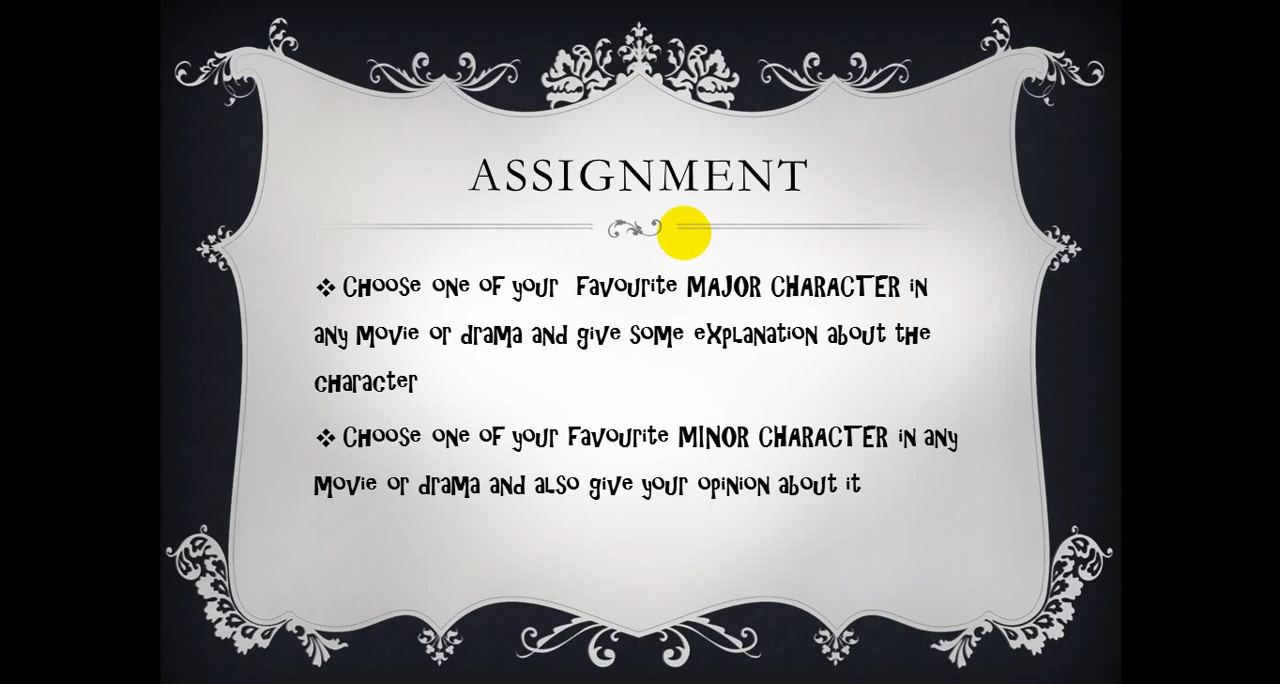 ASSIGNMENT
❖ Choose one of your Favourite MAJOR CHARACTER in
any movie or drama and give some explanation about the
character
❖ Choose one of your Favourite MINOR CHARACTER in any
movie or drama and also give your opinion about it